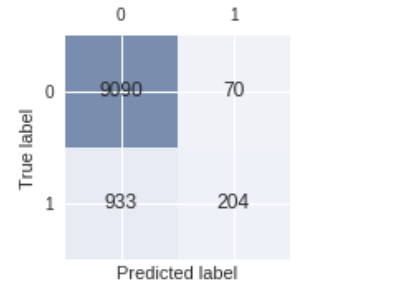 0 1
True label
0 9090 70
1 933 204
Predicted label